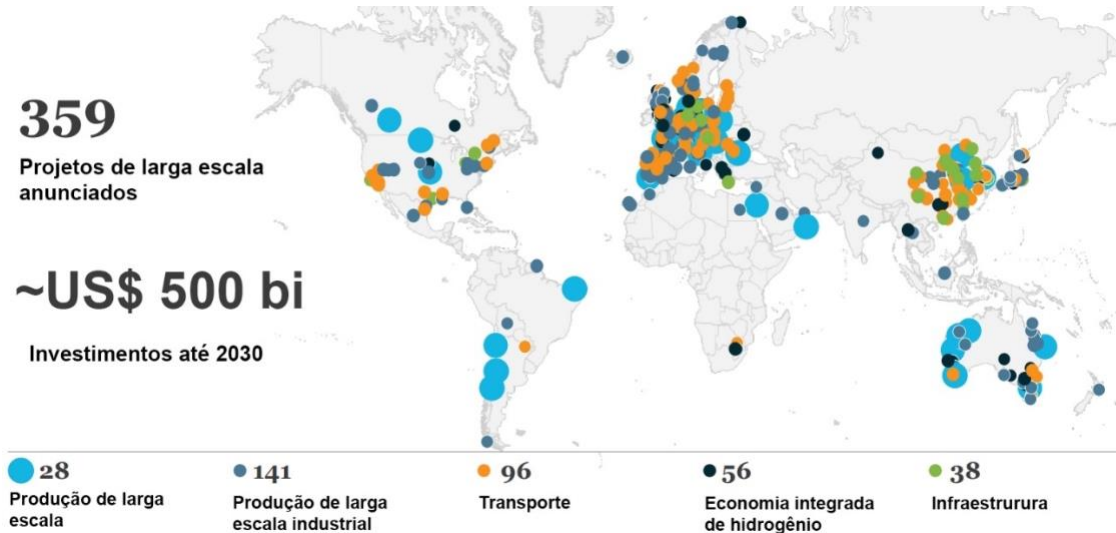 359
Projetos de larga escala
anunciados
~US$ 500 bi
Investimentos até 2030
28
Produção de larga
escala
141
Produção de larga
escala industrial
96
Transporte
56
Economia integrada
de hidrogênio
38
Infraestrurura